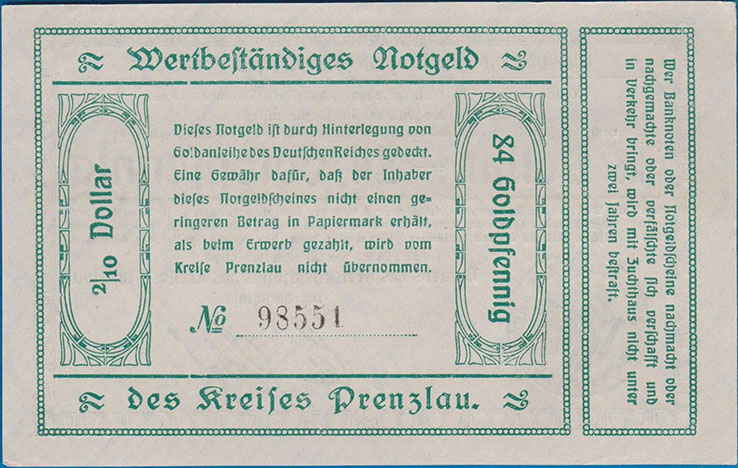 Wertbeständiges Notgeld
2/10 Dollar
Dieses Notgeld ist durch Hinterlegung von
Goldanleihe des Deutschen Reiches gedeckt.
Eine Gewähr dafür, daß der Inhaber
dieses Notgeldscheines nicht einen ge-
ringeren Betrag in Papiermark erhält,
als beim Erwerb gezahlt, wird vom
Kreise Prenzlau nicht übernommen.
No 98551
84 Goldpfennig
des Kreises Prenzlau.
Wer Banknoten oder Notgeldscheine nachmacht oder
nachgemachte oder verfälschte sich verschafft und
in Verkehr bringt, wird mit Zuchthaus nicht unter
zwei Jahren bestraft.